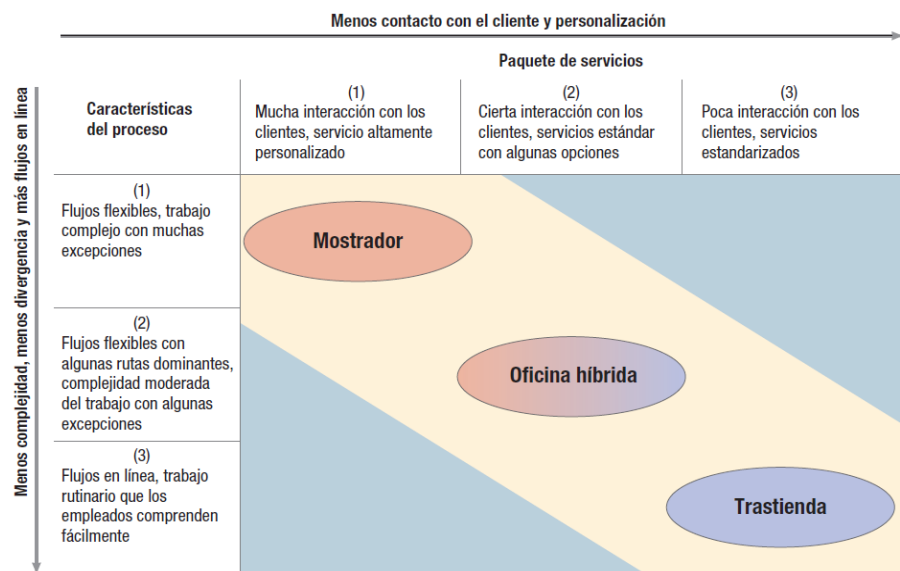 Menos contacto con el cliente y personalización
Paquete de servicios
Menos complejidad, menos divergencia y más flujos en línea
Características
del proceso
(1)
Mucha interacción con los
clientes, servicio altamente
personalizado
(2)
Cierta interacción con los
clientes, servicios estándar
con algunas opciones
(3)
Poca interacción con los
clientes, servicios
estandarizados
(1)
Flujos flexibles, trabajo
complejo con muchas
excepciones
Mostrador
(2)
Flujos flexibles con
algunas rutas dominantes,
complejidad moderada
del trabajo con algunas
excepciones
Oficina híbrida
(3)
Flujos en línea, trabajo
rutinario que los
empleados comprenden
fácilmente
Trastienda